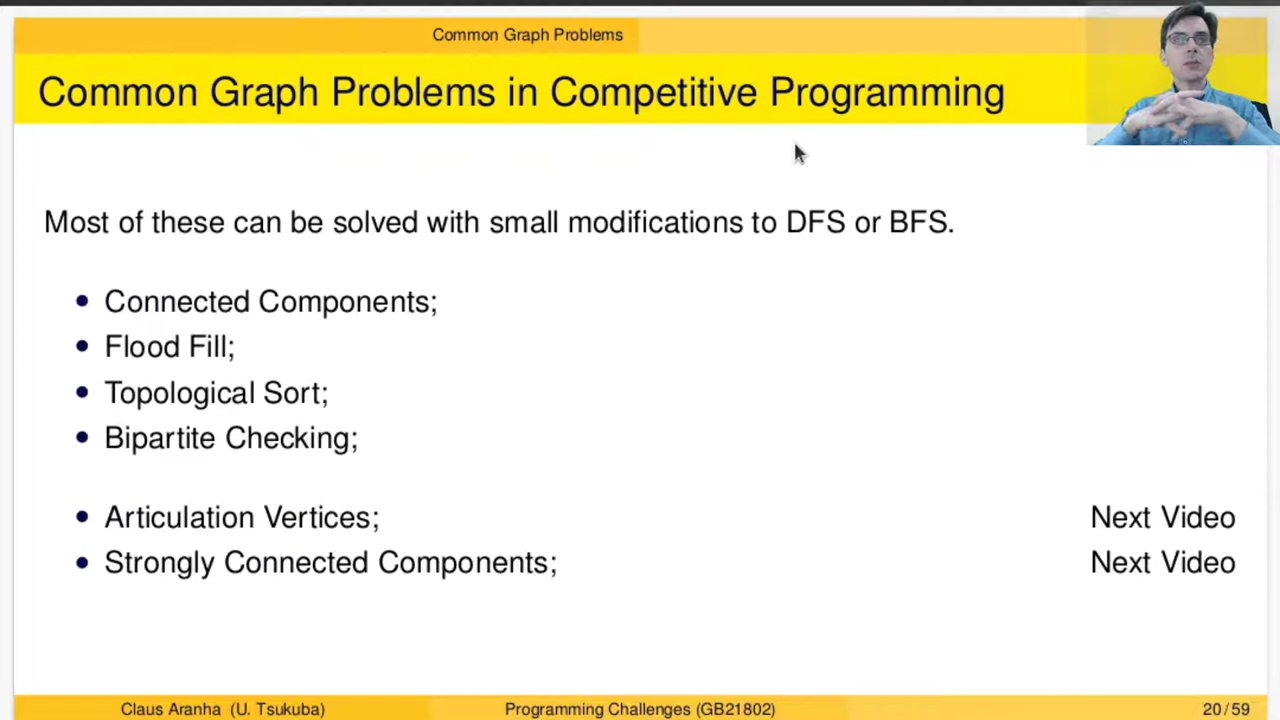 Common Graph Problems
Common Graph Problems in Competitive Programming
Most of these can be solved with small modifications to DFS or BFS.
• Connected Components;
• Flood Fill;
• Topological Sort;
• Bipartite Checking;
• Articulation Vertices; Next Video
• Strongly Connected Components; Next Video
Claus Aranha (U. Tsukuba) Programming Challenges (GB21802) 20 / 59